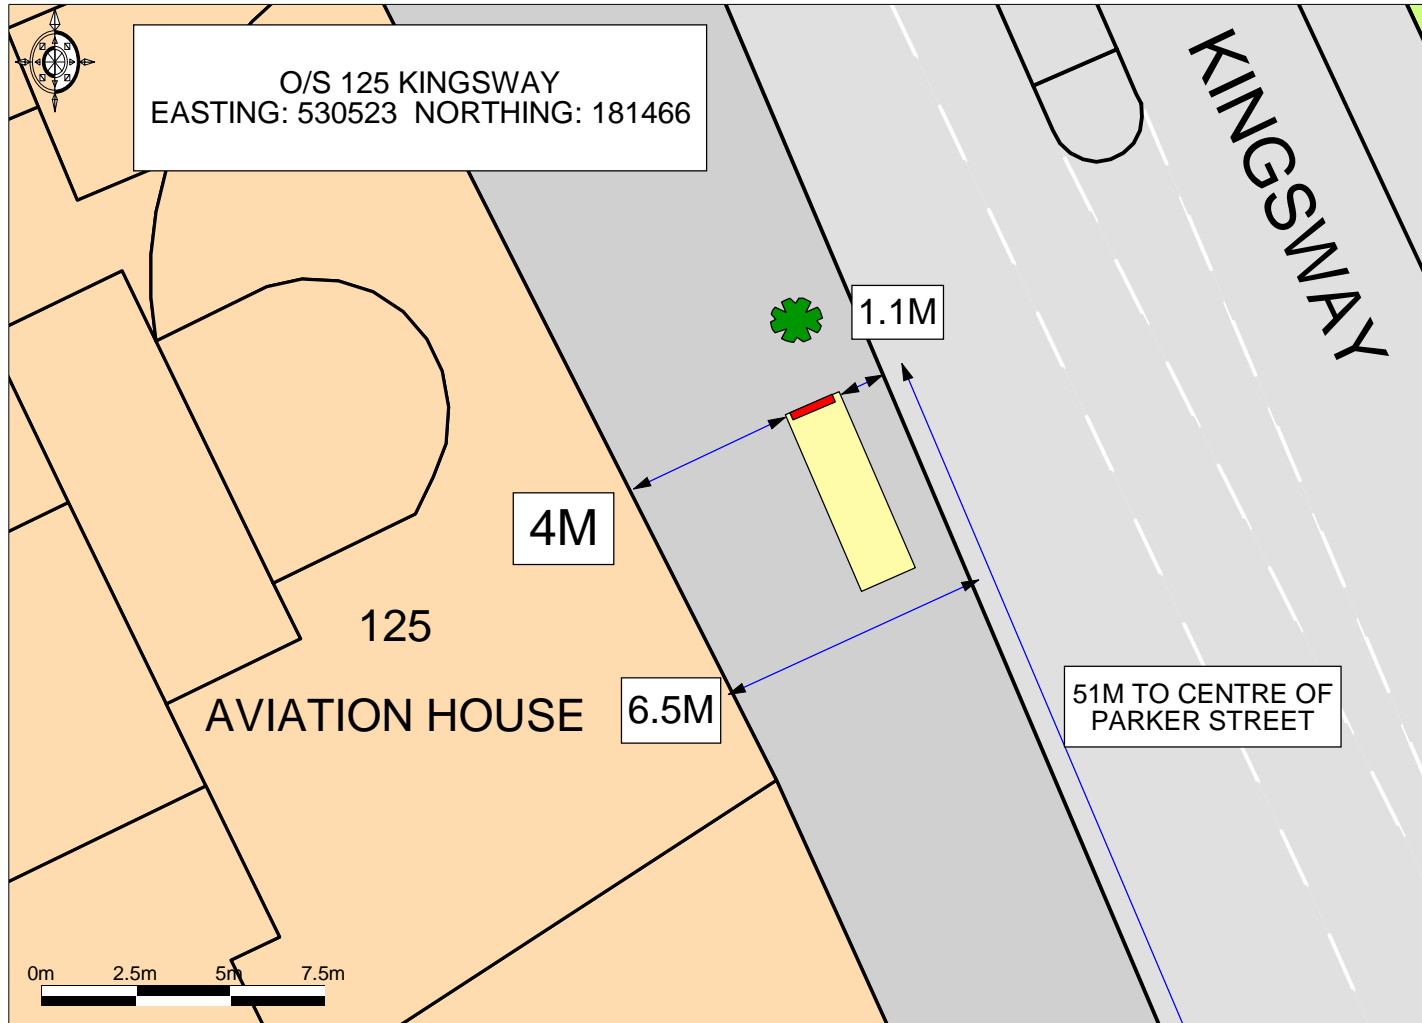 O/S 125 KINGSWAY
EASTING: 530523 NORTHING: 181466
KINGSWAY
1.1M
4M
125
AVIATION HOUSE
6.5M
51M TO CENTRE OF
PARKER STREET
0m 2.5m 5m 7.5m